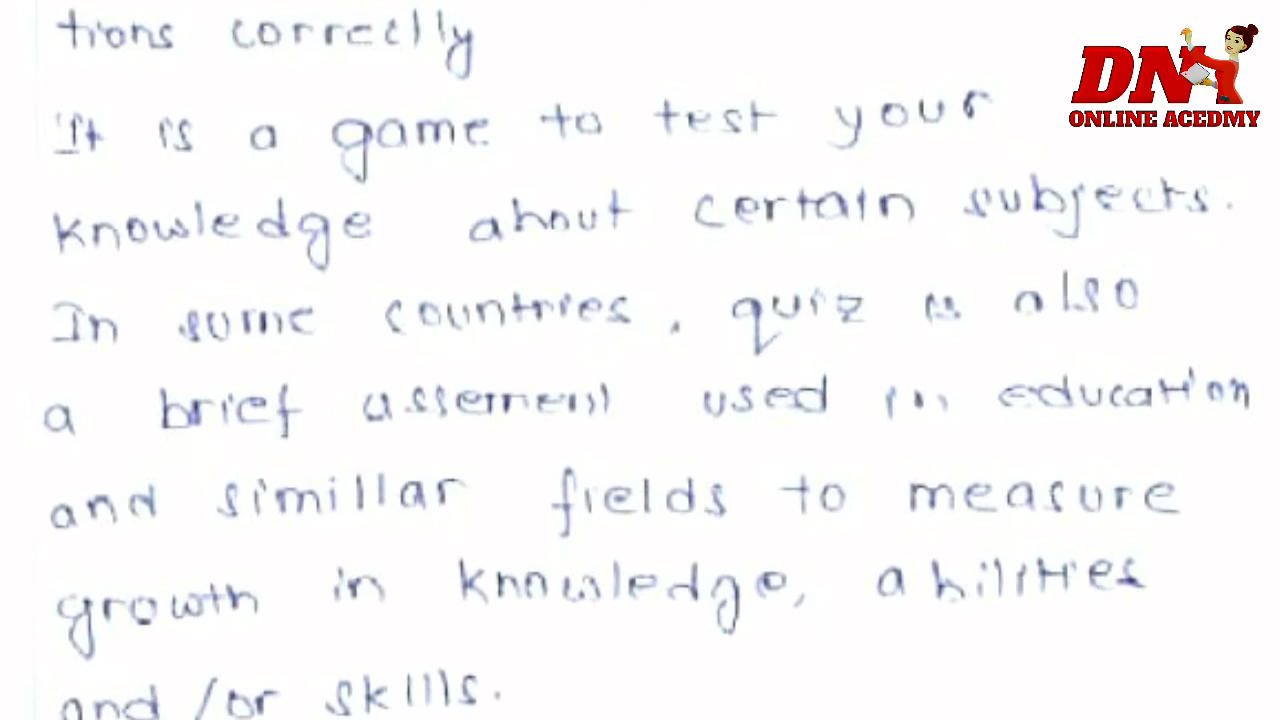 tions correctly
It is a game to test your
knowledge about certain subjects.
In some countries, quiz is also
a brief assement used in education
and simillar fields to measure
growth in knowledge, abilities
and /or skills.
DN
ONLINE ACEDMY